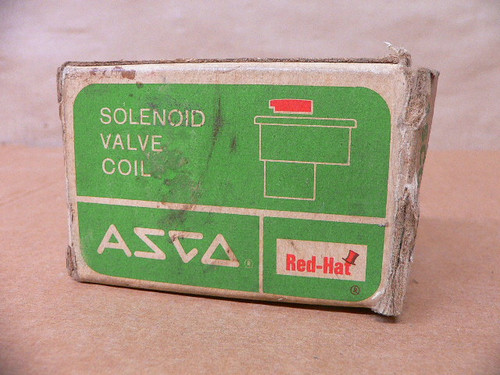 SOLENOID
VALVE
COIL
ASCO®
Red-Hat
®